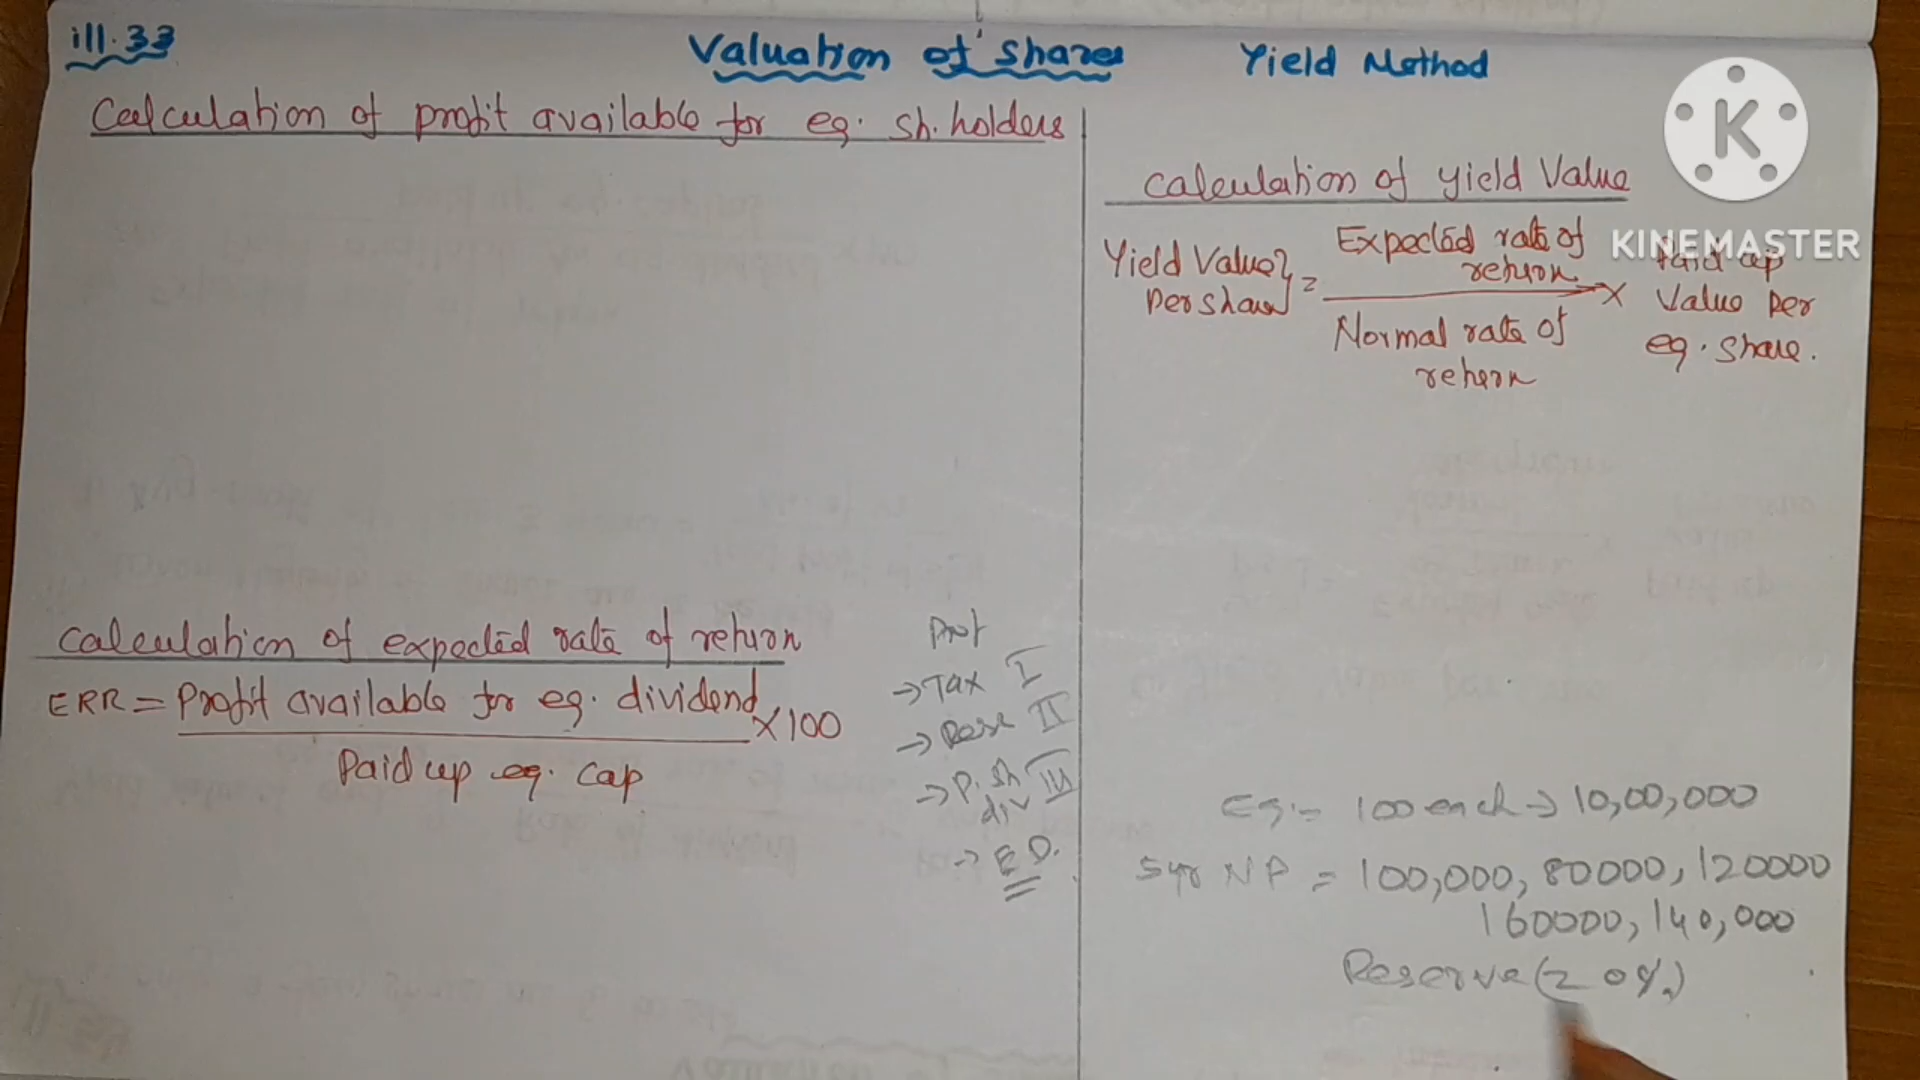 ill.33
Valuation of shares Yield Method
Calculation of profit available for eq. sh. holders
Calculation of yield Value
Yield Value per share = Expected rate of return / Normal rate of return × Paid up Value per eq. share.
KINEMASTER
Calculation of expected rate of return
ERR = Profit available for eq. dividend × 100
Paid up eq. cap
→ Tax I
→ Rese II
→ P. sh div III
→ E D.
Eq. - 100 each → 10,00,000
5yr NP = 100,000, 80000, 120000
160000, 140,000
Reserve (20%)